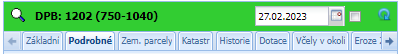 DPB: 1202 (750-1040) 27.02.2023
Základní Podrobné Zem. parcely Katastr Historie Dotace Včely v okolí Eroze